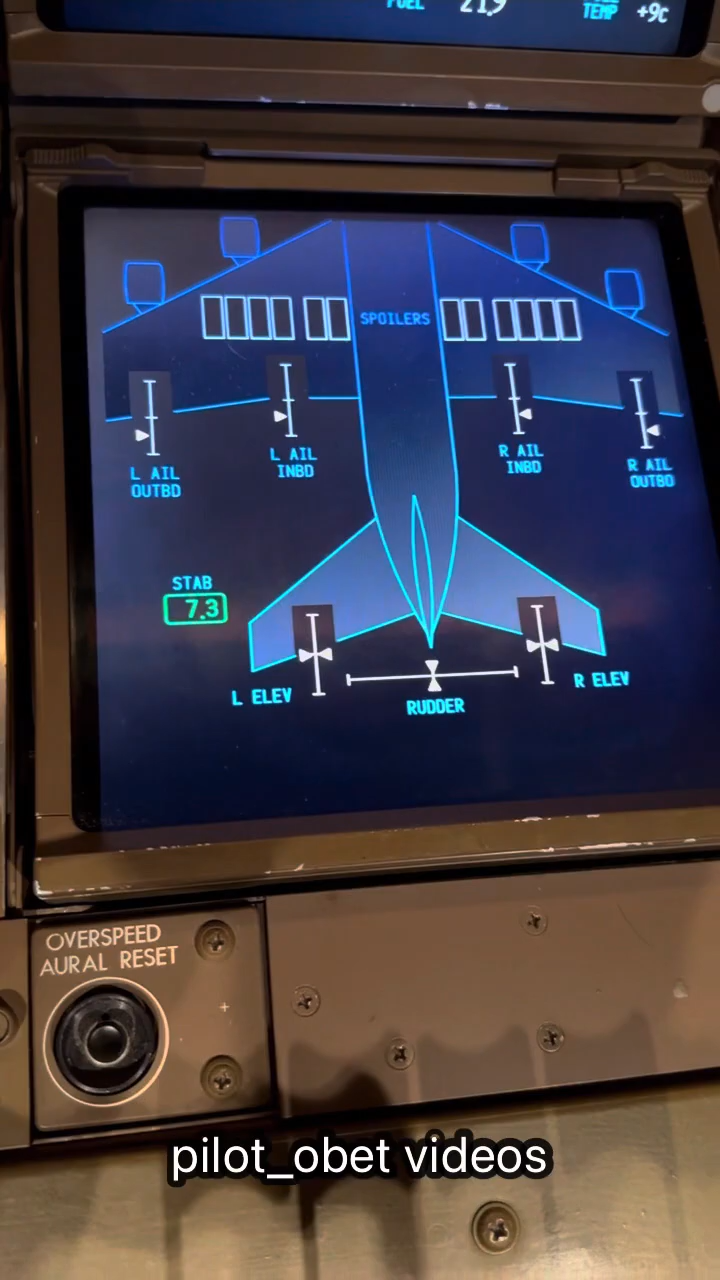 FUEL 21.9
TEMP +9c
SPOILERS
L AIL
OUTBD
L AIL
INBD
R AIL
INBD
R AIL
OUTBD
STAB
7.3
L ELEV
RUDDER
R ELEV
OVERSPEED
AURAL RESET
pilot_obet videos